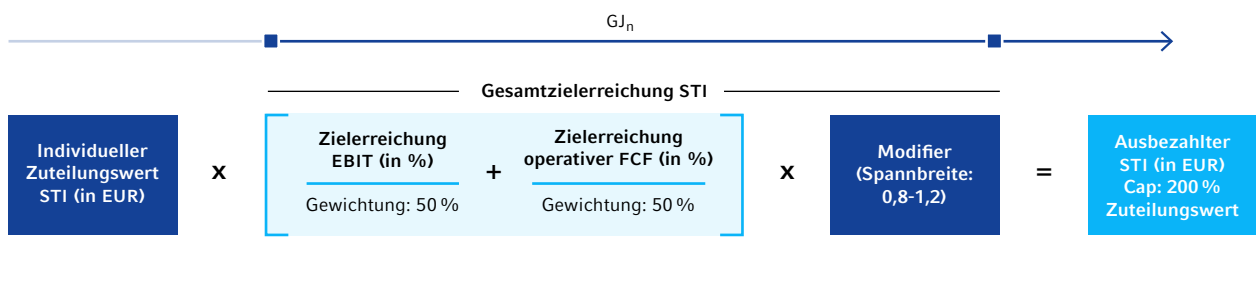 GJn
Gesamtzielerreichung STI
Individueller
Zuteilungswert
STI (in EUR)
x
Zielerreichung
EBIT (in %)
Gewichtung: 50 %
+
Zielerreichung
operativer FCF (in %)
Gewichtung: 50 %
x
Modifier
(Spannbreite:
0,8-1,2)
=
Ausbezahlter
STI (in EUR)
Cap: 200 %
Zuteilungswert